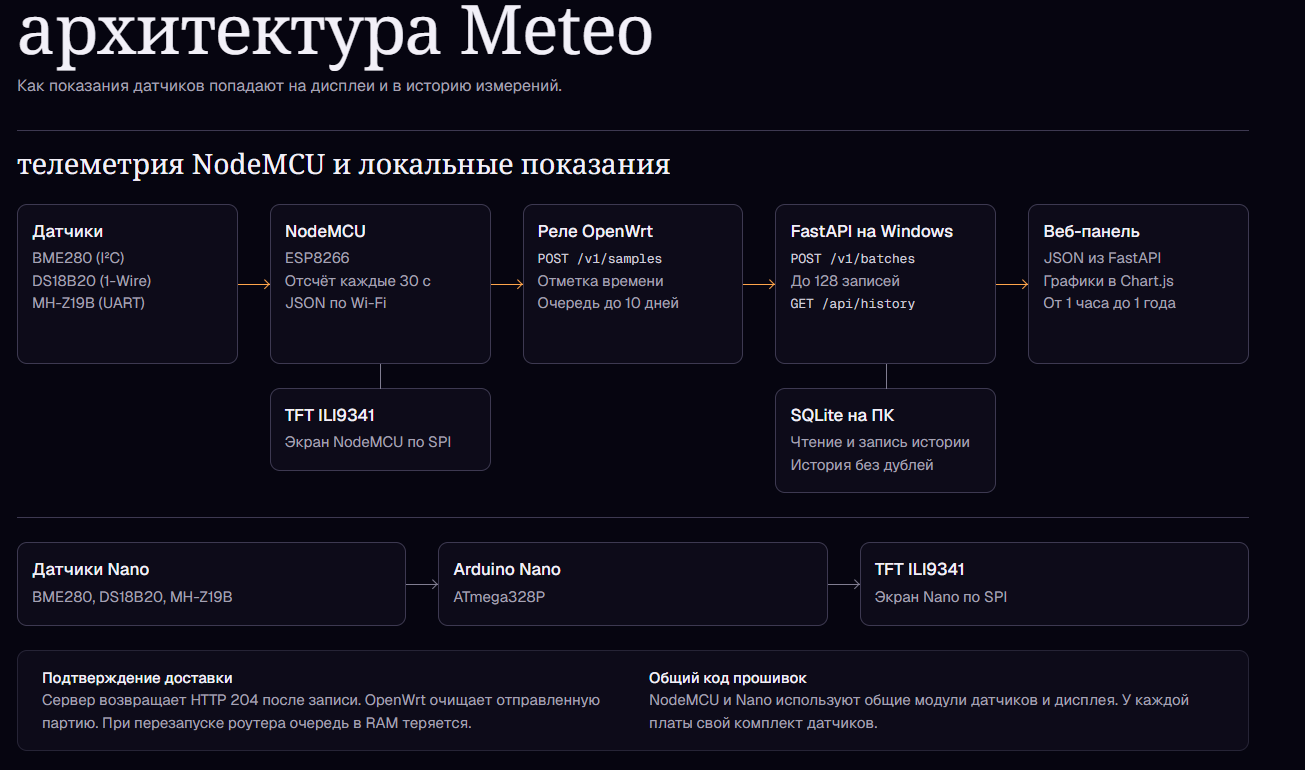 архитектура Meteo
Как показания датчиков попадают на дисплеи и в историю измерений.
телеметрия NodeMCU и локальные показания
Датчики
BME280 (I²C)
DS18B20 (1-Wire)
MH-Z19B (UART)
NodeMCU
ESP8266
Отсчёт каждые 30 с
JSON по Wi-Fi
Реле OpenWrt
POST /v1/samples
Отметка времени
Очередь до 10 дней
FastAPI на Windows
POST /v1/batches
До 128 записей
GET /api/history
Веб-панель
JSON из FastAPI
Графики в Chart.js
От 1 часа до 1 года
TFT ILI9341
Экран NodeMCU по SPI
SQLite на ПК
Чтение и запись истории
История без дублей
Датчики Nano
BME280, DS18B20, MH-Z19B
Arduino Nano
ATmega328P
TFT ILI9341
Экран Nano по SPI
Подтверждение доставки
Сервер возвращает HTTP 204 после записи. OpenWrt очищает отправленную
партию. При перезапуске роутера очередь в RAM теряется.
Общий код прошивок
NodeMCU и Nano используют общие модули датчиков и дисплея. У каждой
платы свой комплект датчиков.